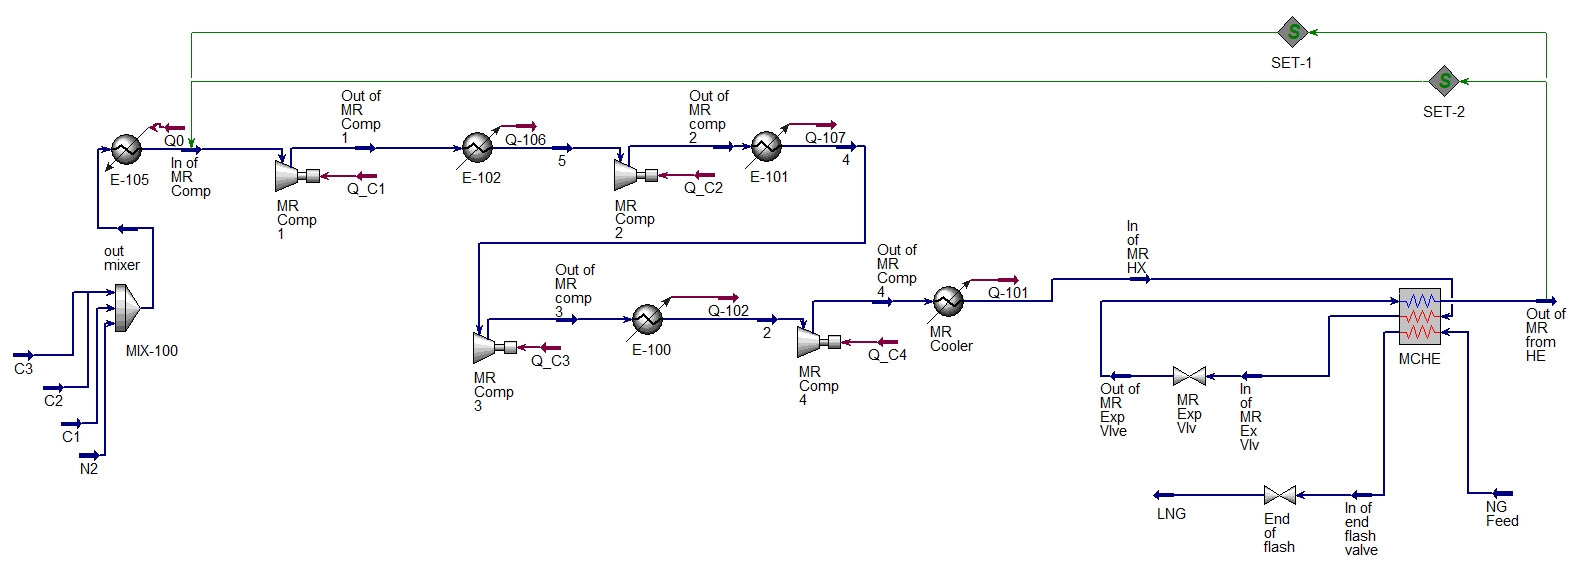 S
SET-1
S
SET-2
Out of
MR
Comp
1
Out of
MR
comp
2
Q0
In of
MR
Comp
E-105
Q-106
5
E-102
Q-107
4
E-101
Q_C1
MR
Comp
1
Q_C2
MR
Comp
2
out
mixer
MIX-100
C3
C2
C1
N2
Out of
MR
comp
3
Q-102
2
E-100
Q_C3
MR
Comp
3
Out of
MR
Comp
4
Q-101
MR
Cooler
Q_C4
MR
Comp
4
In
of
MR
HX
MCHE
Out of
MR
from
HE
Out of
MR
Exp
Vlve
MR
Exp
Vlv
In
of
MR
Ex
Vlv
LNG
End
of
flash
In of
end
flash
valve
NG
Feed